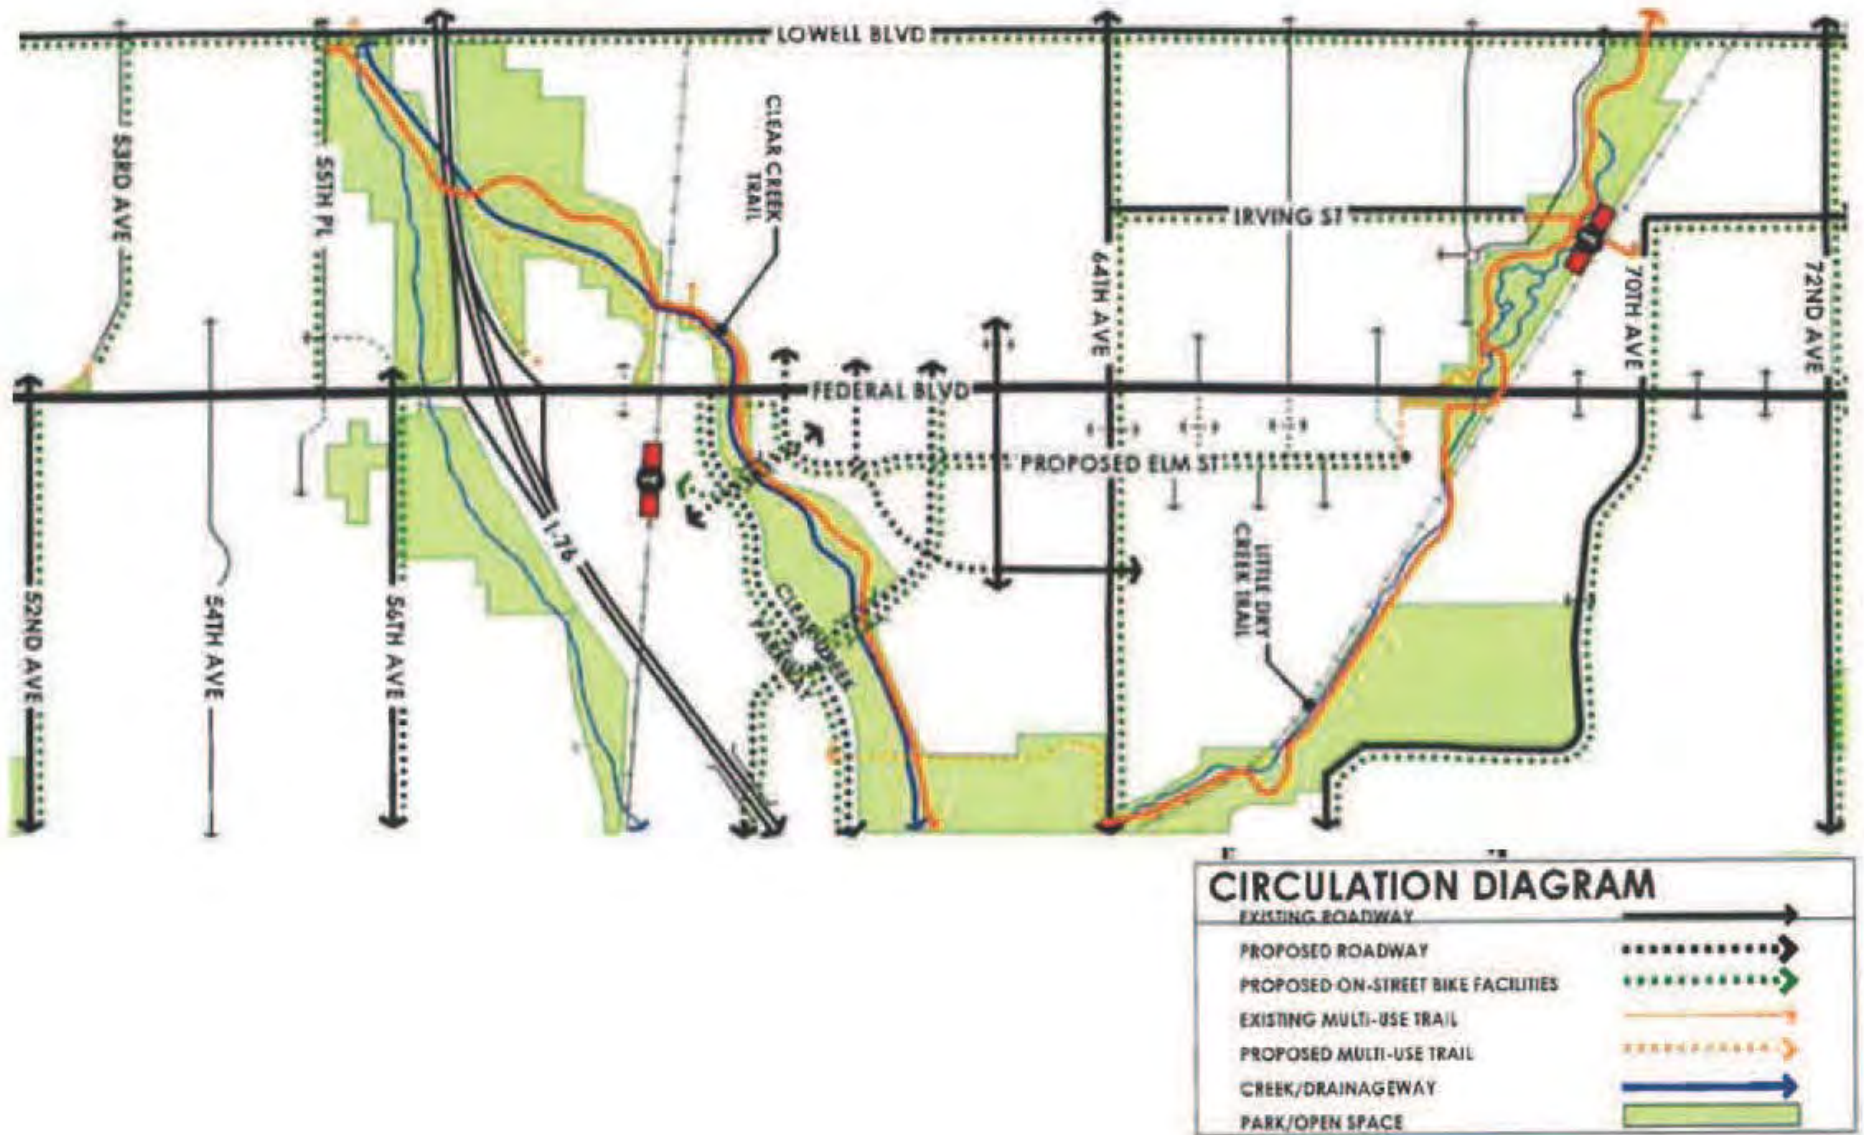 LOWELL BLVD
CLEAR CREEK
TRAIL
53RD AVE
55TH PL
IRVING ST
64TH AVE
70TH AVE
72ND AVE
FEDERAL BLVD
PROPOSED ELM ST
I-76
LITTLE DRY
CREEK TRAIL
52ND AVE
54TH AVE
56TH AVE
CLEAR CREEK
PARKWAY
CIRCULATION DIAGRAM
EXISTING ROADWAY
PROPOSED ROADWAY
PROPOSED ON-STREET BIKE FACILITIES
EXISTING MULTI-USE TRAIL
PROPOSED MULTI-USE TRAIL
CREEK/DRAINAGEWAY
PARK/OPEN SPACE